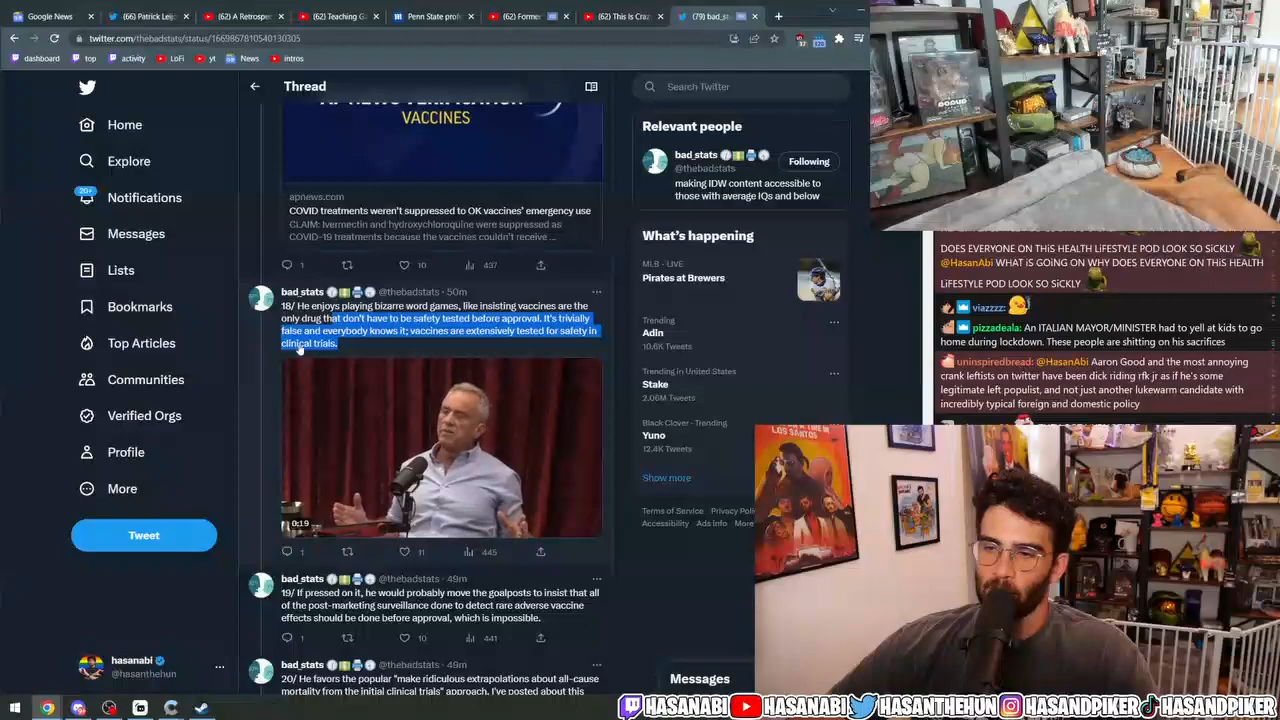 Google News
(66) Patrick Leij
(62) A Retrospe
(62) Teaching G
Penn State prof
(62) Former
(62) This Is Craz
(79) bad_st
twitter.com/thebadstats/status/1669867810540130305
dashboard
top
activity
LoFi
yt
News
intros
Home
Explore
20+
Notifications
Messages
Lists
Bookmarks
Top Articles
Communities
Verified Orgs
Profile
More
Tweet
hasanabi
@hasanthehun
Thread
VACCINES
apnews.com
COVID treatments weren't suppressed to OK vaccines' emergency use
CLAIM: Ivermectin and hydroxychloroquine were suppressed as
COVID-19 treatments because the vaccines couldn't receive ...
1
10
437
bad_stats @thebadstats · 50m
18/ He enjoys playing bizarre word games, like insisting vaccines are the
only drug that don't have to be safety tested before approval. It's trivially
false and everybody knows it; vaccines are extensively tested for safety in
clinical trials.
0:19
1
11
445
bad_stats @thebadstats · 49m
19/ If pressed on it, he would probably move the goalposts to insist that all
of the post-marketing surveillance done to detect rare adverse vaccine
effects should be done before approval, which is impossible.
1
10
441
bad_stats @thebadstats · 49m
20/ He favors the popular "make ridiculous extrapolations about all-cause
mortality from the initial clinical trials" approach. I've posted about this
Search Twitter
Relevant people
bad_stats
@thebadstats
Following
making IDW content accessible to
those with average IQs and below
What's happening
MLB · LIVE
Pirates at Brewers
Trending
Adin
10.6K Tweets
Trending in United States
Stake
2.06M Tweets
Black Clover · Trending
Yuno
12.4K Tweets
Show more
Terms of Service Privacy Poli
Accessibility Ads Info More
Messages
DOES EVERYONE ON THiS HEALTH LiFESTYLE POD LOOK SO SiCKLY
@HasanAbi WHAT iS GOiNG ON WHY DOES EVERYONE ON THiS HEALTH
LiFESTYLE POD LOOK SO SiCKLY
viazzzz:
pizzadeala: An ITALIAN MAYOR/MINISTER had to yell at kids to go
home during lockdown. These people are shitting on his sacrifices
uninspiredbread: @HasanAbi Aaron Good and the most annoying
crank leftists on twitter have been dick riding rfk jr as if he's some
legitimate left populist, and not just another lukewarm candidate with
incredibly typical foreign and domestic policy
LOS SANTOS
HASANABI
HASANABI
HASANTHEHUN
HASANDPIKER
HASANDPIKER